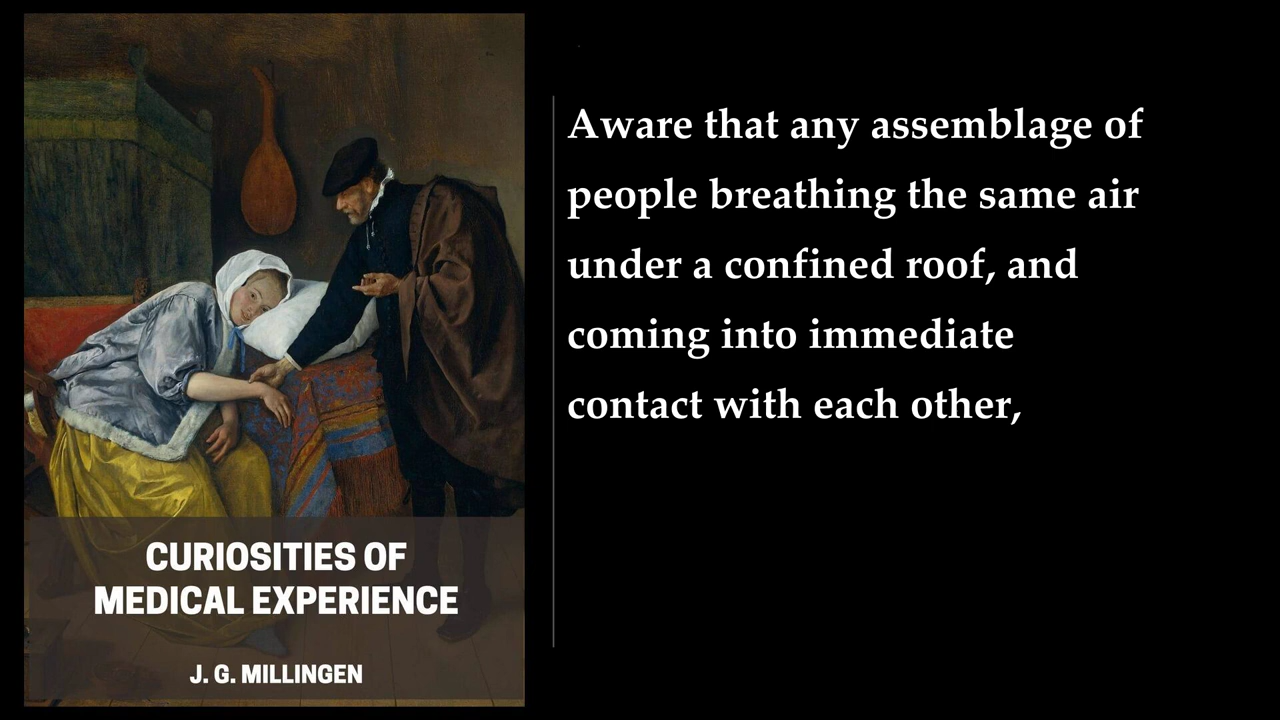 Aware that any assemblage of
people breathing the same air
under a confined roof, and
coming into immediate
contact with each other,
CURIOSITIES OF
MEDICAL EXPERIENCE
J. G. MILLINGEN